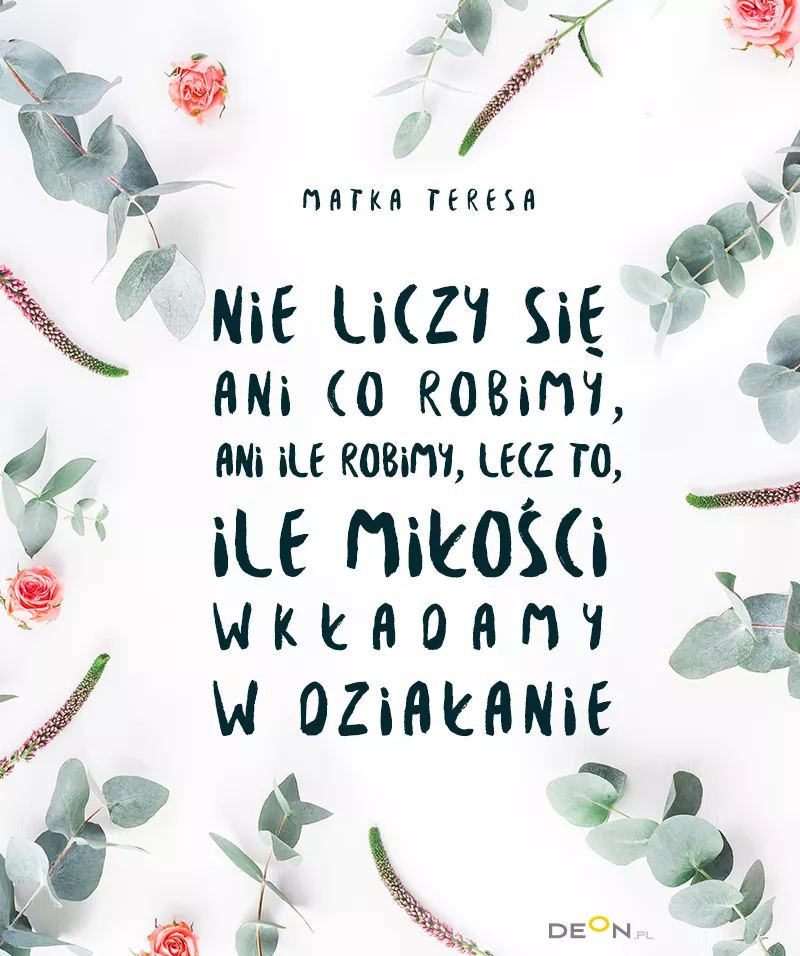 MATKA TERESA
NIE LICZY SIĘ
ANI CO ROBIMY,
ANI ILE ROBIMY, LECZ TO,
ILE MIŁOŚCI
WKŁADAMY
W DZIAŁANIE
DEON.PL